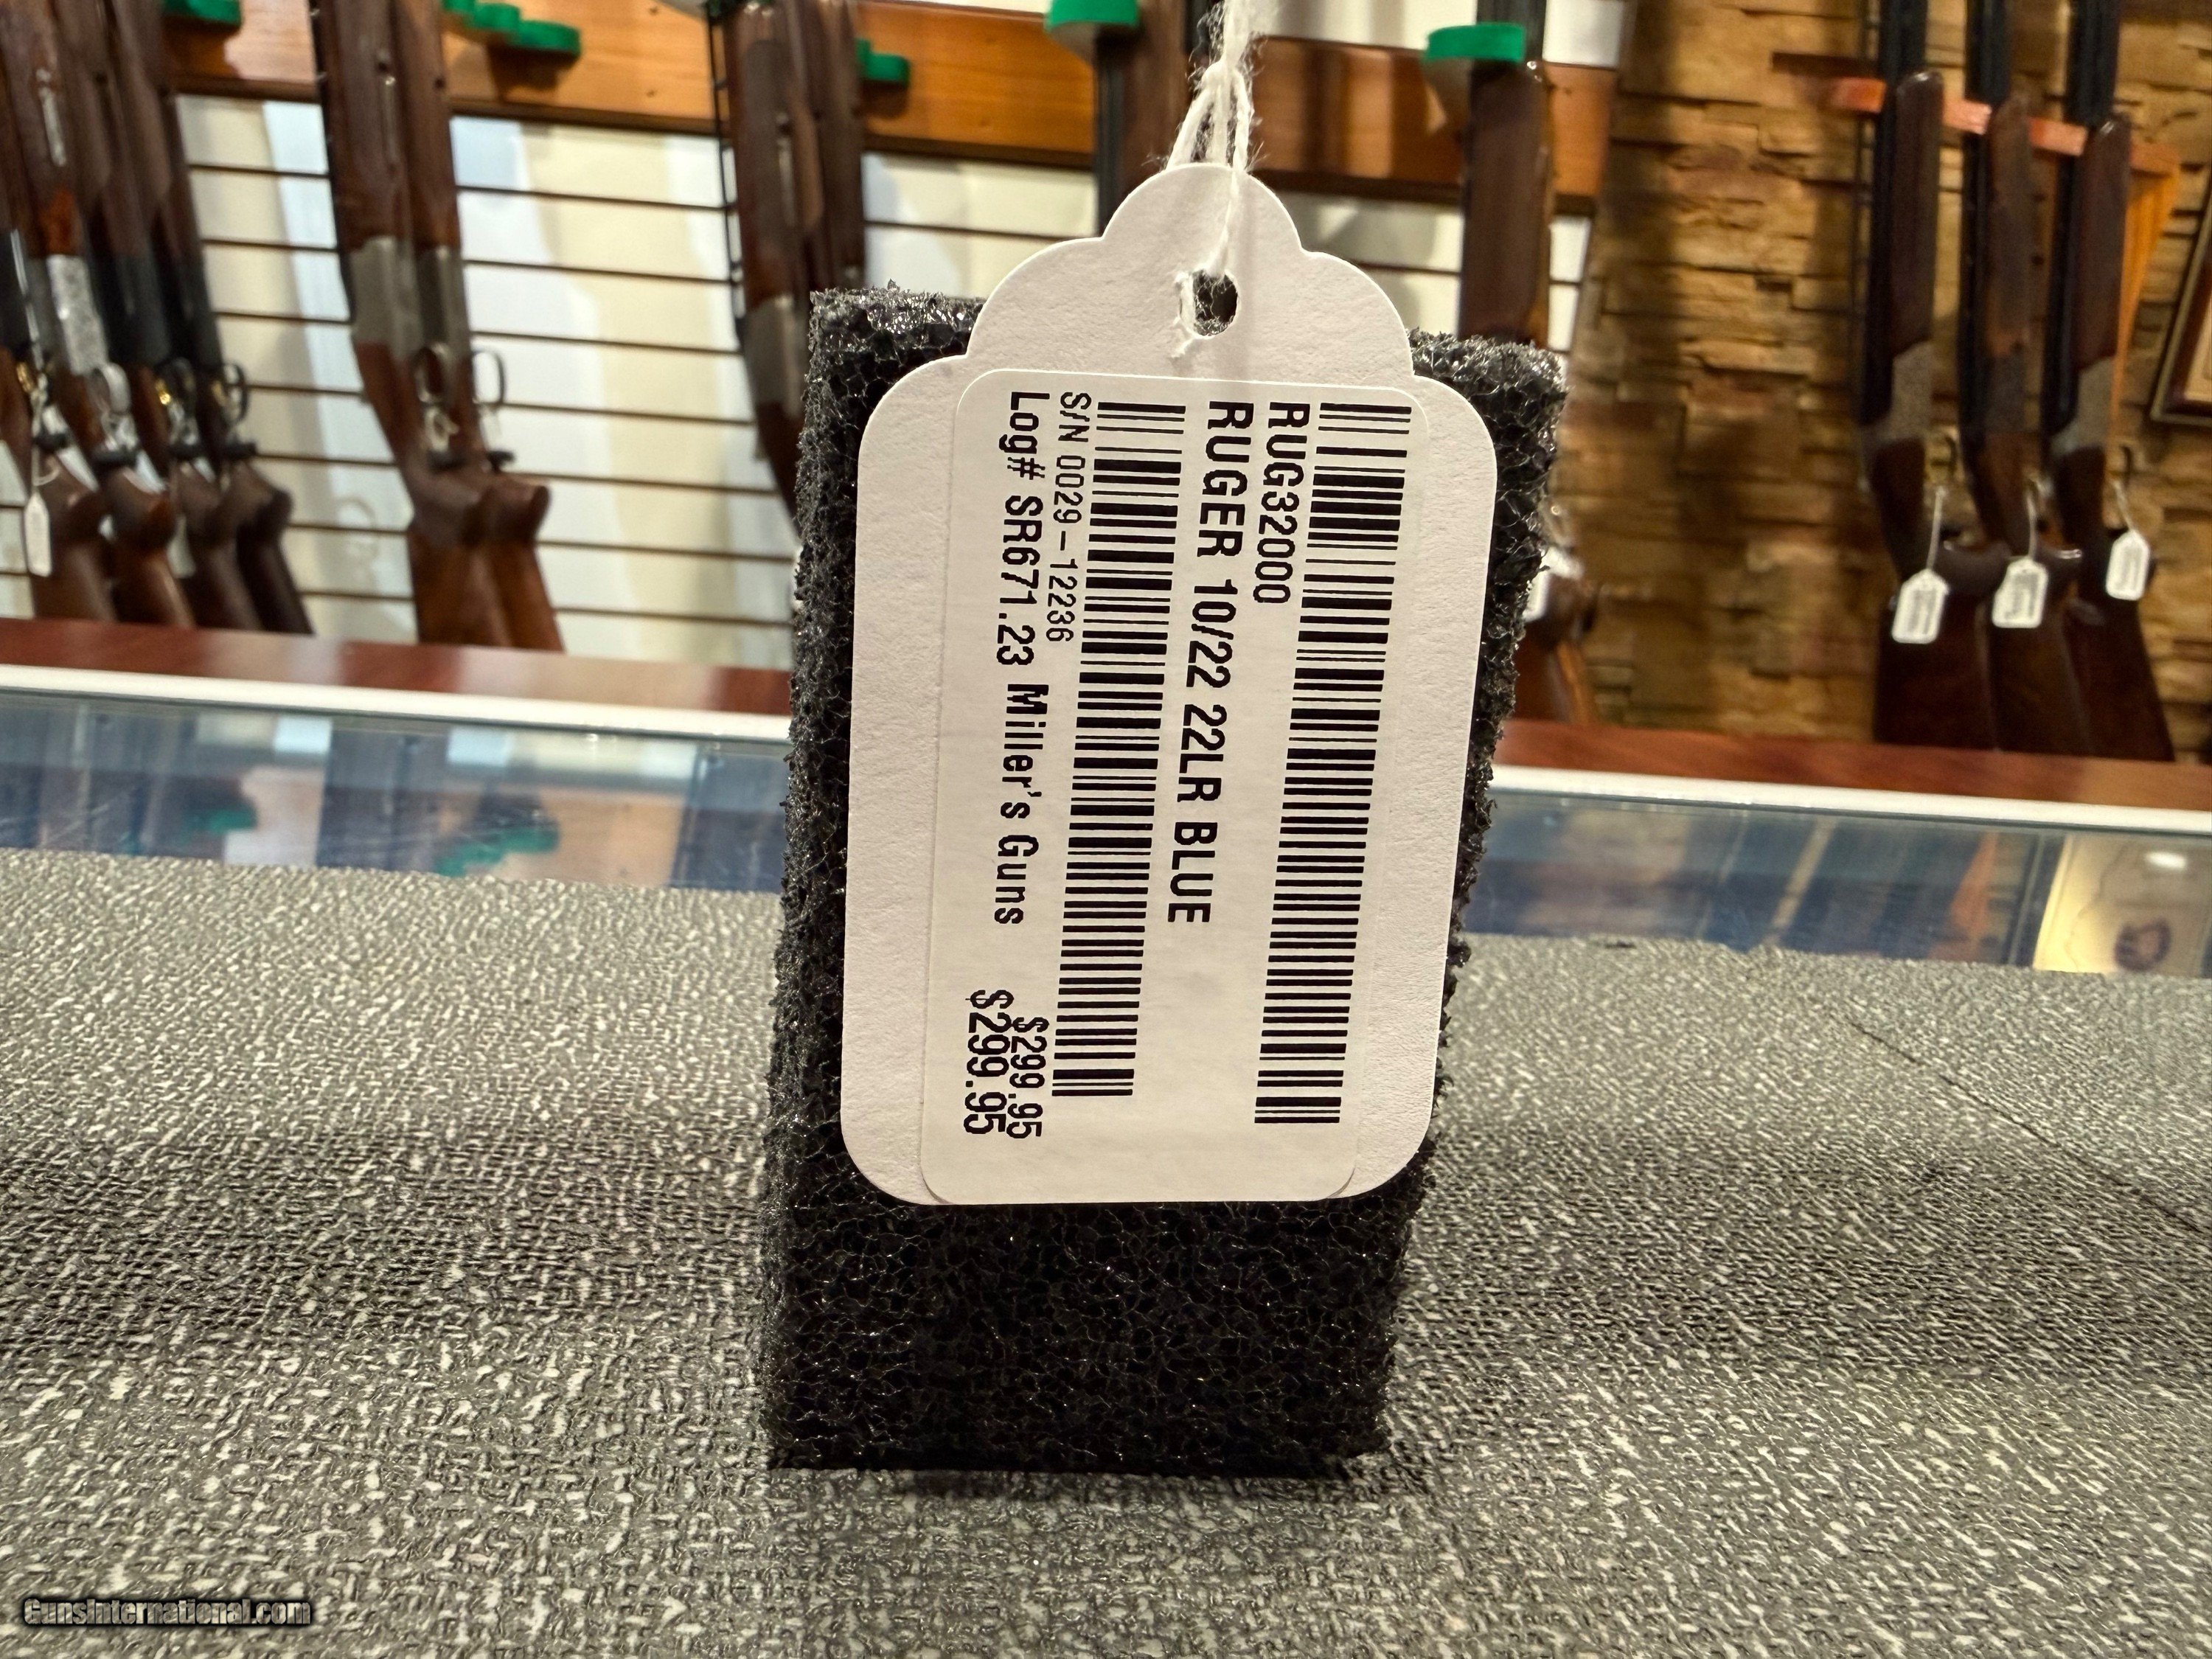 RUG32000
RUGER 10/22 22LR BLUE
S/N 0029-12236
Log# SR671.23 Miller's Guns
$299.95
$299.95
GunsInternational.com